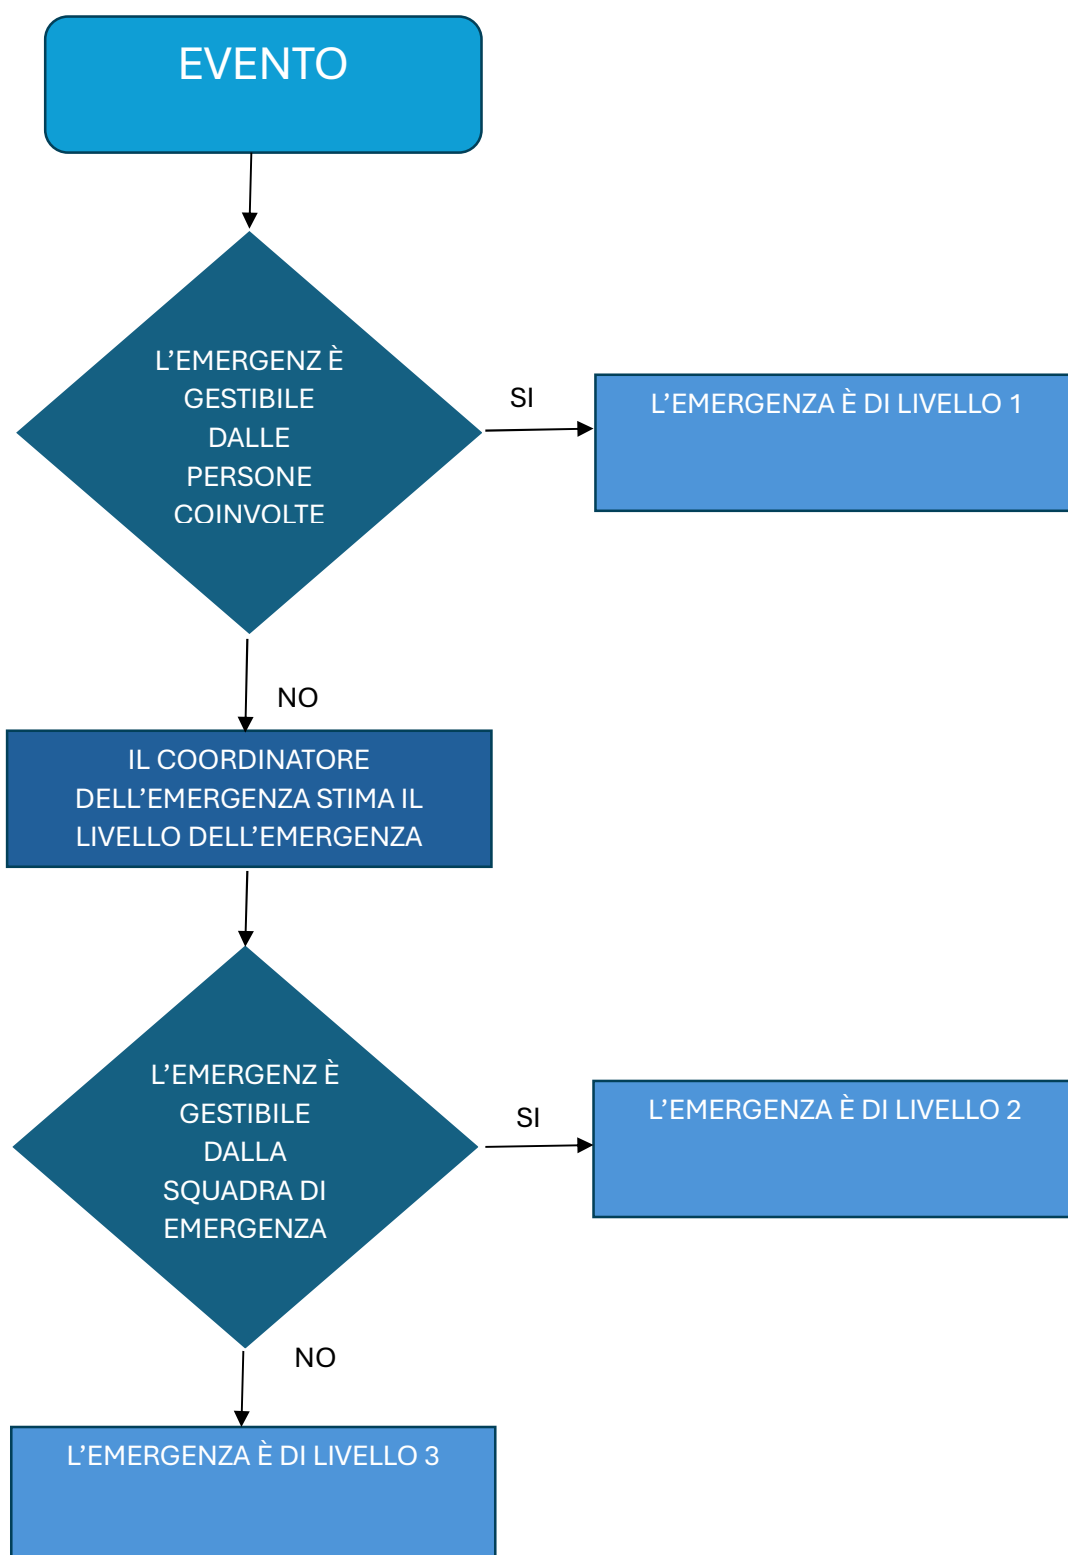 EVENTO
L’EMERGENZ È
GESTIBILE
DALLE
PERSONE
COINVOLTE
SI
L’EMERGENZA È DI LIVELLO 1
NO
IL COORDINATORE
DELL’EMERGENZA STIMA IL
LIVELLO DELL’EMERGENZA
L’EMERGENZ È
GESTIBILE
DALLA
SQUADRA DI
EMERGENZA
SI
L’EMERGENZA È DI LIVELLO 2
NO
L’EMERGENZA È DI LIVELLO 3